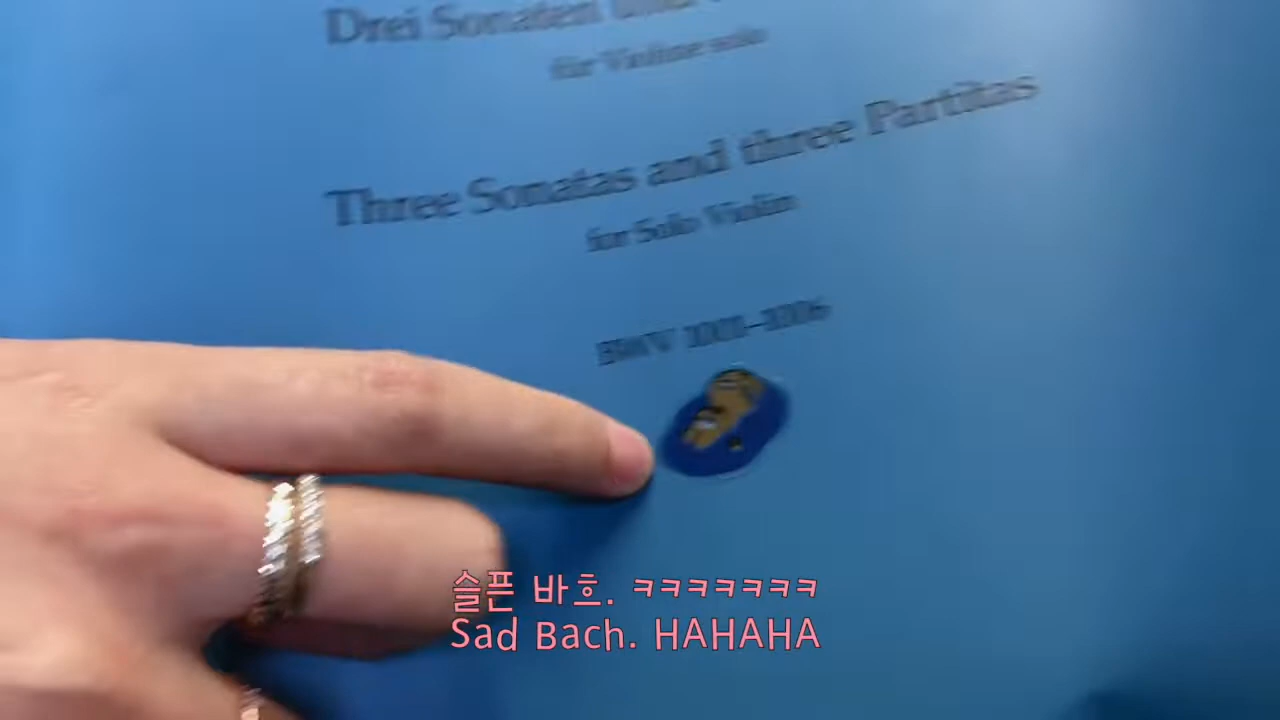 Drei Sonaten und
für Violine solo
Three Sonatas and three Partitas
for Solo Violin
BWV 1001–1006
슬픈 바흐. ㅋㅋㅋㅋㅋㅋㅋ
Sad Bach. HAHAHA